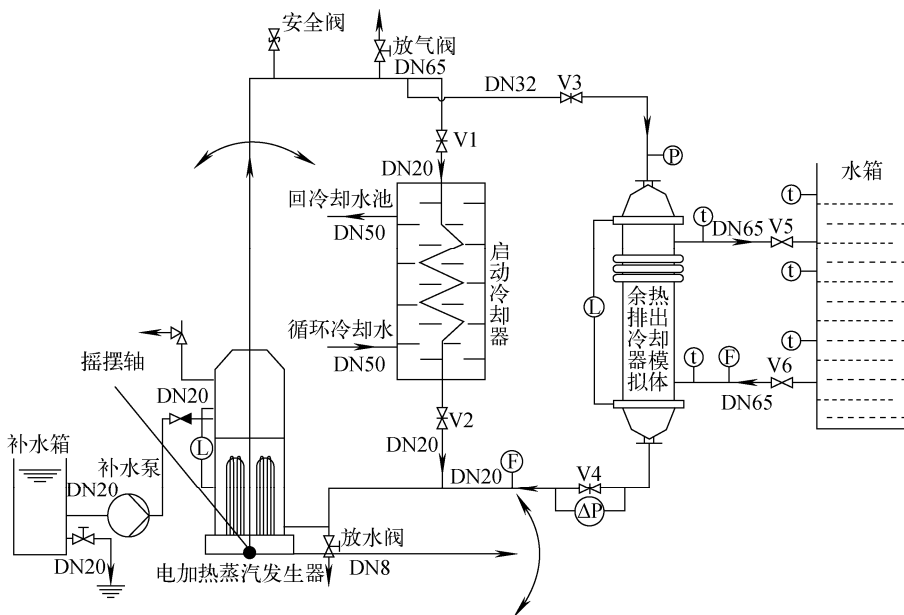 安全阀
放气阀
DN65
DN32
V3
V1
P
DN20
水箱
回冷却水池
DN50
启动冷却器
t
t
DN65
V5
t
L
余热
排出
冷却
器模
拟体
循环冷却水
DN50
t
t
F
V6
DN65
摇摆轴
DN20
V2
L
DN20
补水箱
补水泵
DN20
DN20
F
V4
ΔP
DN20
放水阀
DN8
电加热蒸汽发生器